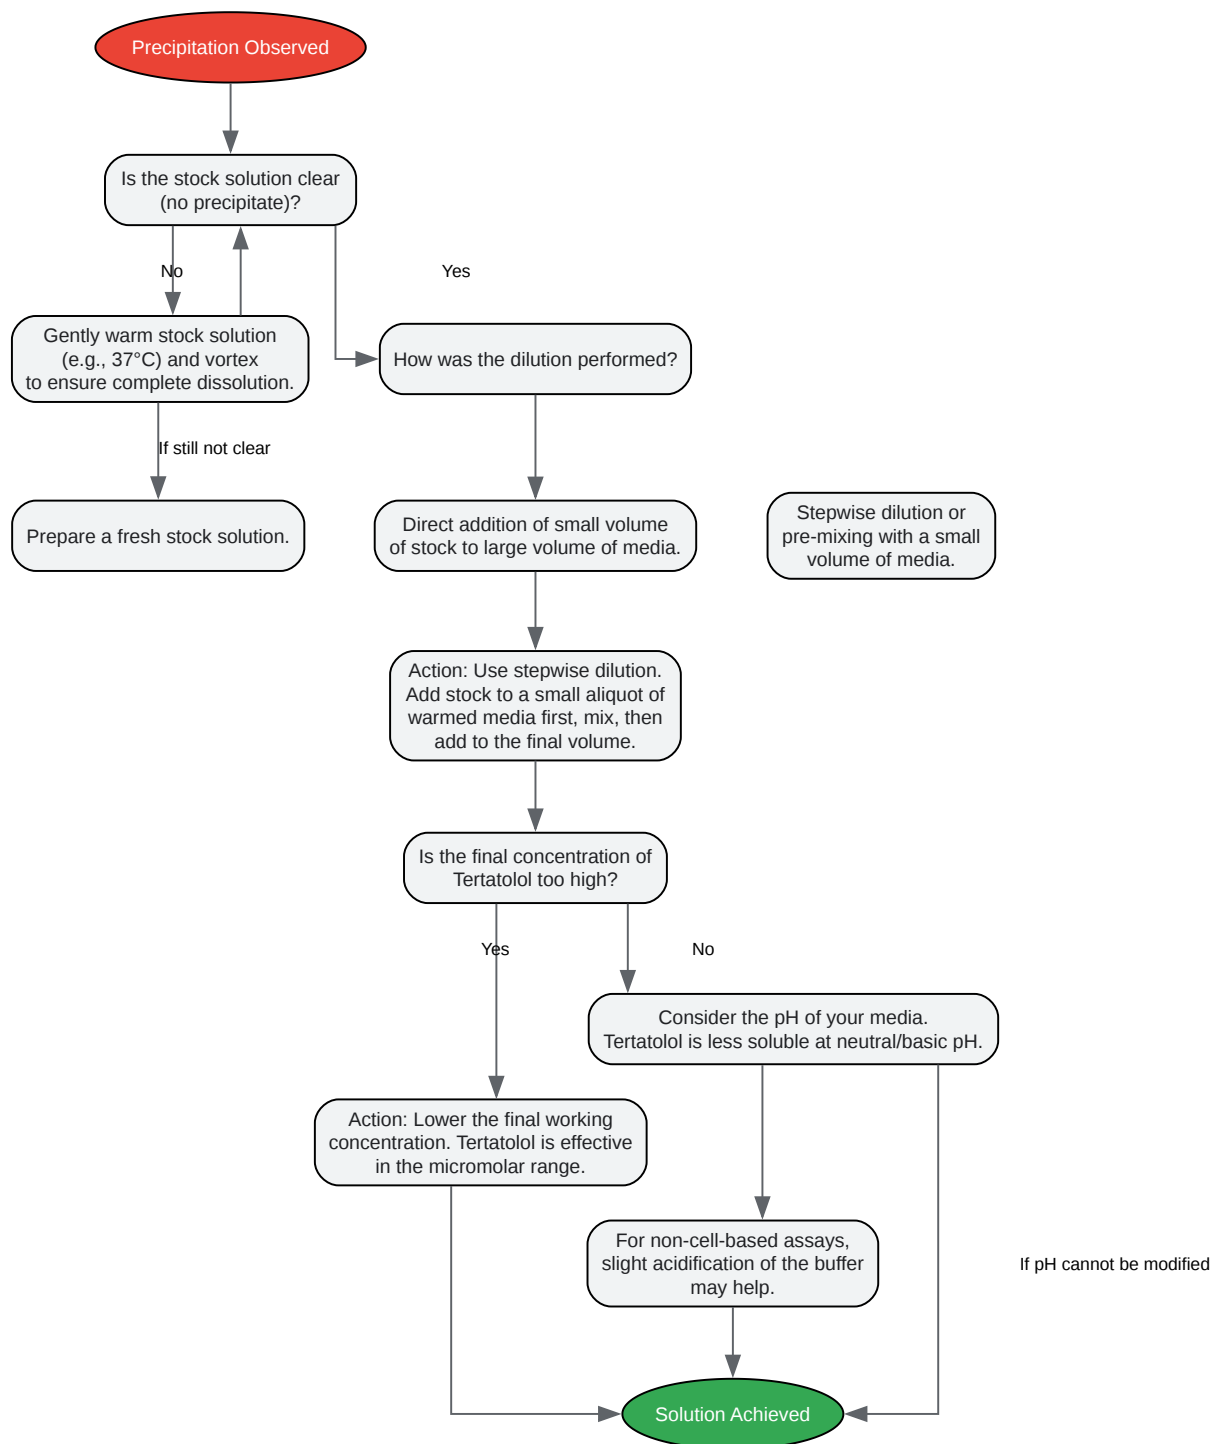 Precipitation Observed
Is the stock solution clear
(no precipitate)?
No
Yes
Gently warm stock solution
(e.g., 37°C) and vortex
to ensure complete dissolution.
How was the dilution performed?
If still not clear
Prepare a fresh stock solution.
Direct addition of small volume
of stock to large volume of media.
Stepwise dilution or
pre-mixing with a small
volume of media.
Action: Use stepwise dilution.
Add stock to a small aliquot of
warmed media first, mix, then
add to the final volume.
Is the final concentration of
Tertatolol too high?
Yes
No
Consider the pH of your media.
Tertatolol is less soluble at neutral/basic pH.
Action: Lower the final working
concentration. Tertatolol is effective
in the micromolar range.
For non-cell-based assays,
slight acidification of the buffer
may help.
If pH cannot be modified
Solution Achieved